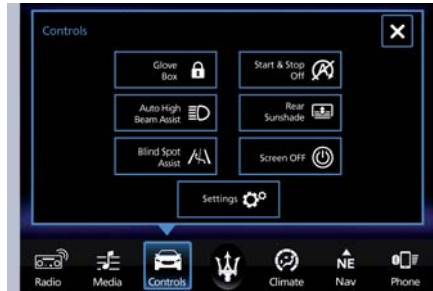 Controls
Glove
Box
Start & Stop
Off
Auto High
Beam Assist
Rear
Sunshade
Blind Spot
Assist
Screen OFF
Settings
NE
Radio
Media
Controls
Climate
Nav
Phone